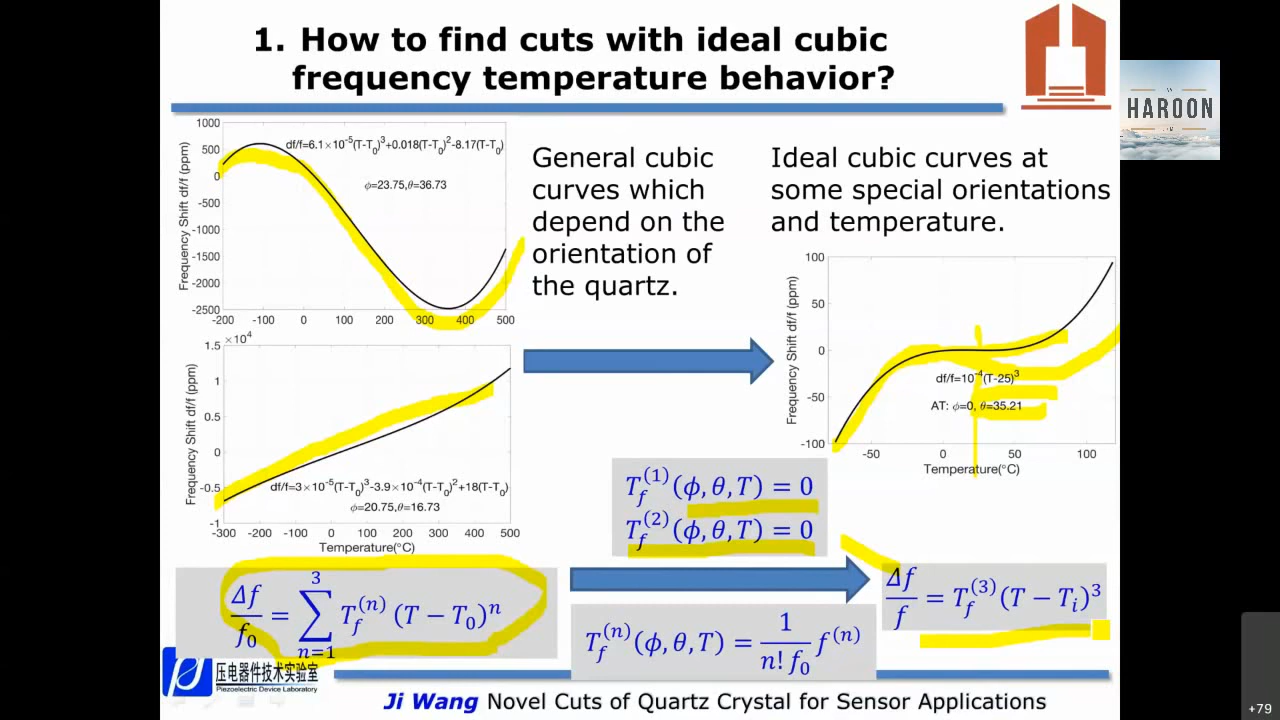 1. How to find cuts with ideal cubic
frequency temperature behavior?
HAROON
1000
500
0
-500
-1000
-1500
-2000
-2500
-200 -100 0 100 200 300 400 500
Frequency Shift df/f (ppm)
df/f=6.1×10⁻⁵(T-T₀)³+0.018(T-T₀)²-8.17(T-T₀)
ϕ=23.75,θ=36.73
General cubic
curves which
depend on the
orientation of
the quartz.
Ideal cubic curves at
some special orientations
and temperature.
×10⁴
1.5
1
0.5
0
-0.5
-1
-300 -200 -100 0 100 200 300 400 500
Frequency Shift df/f (ppm)
Temperature(°C)
df/f=3×10⁻⁵(T-T₀)³-3.9×10⁻⁴(T-T₀)²+18(T-T₀)
ϕ=20.75,θ=16.73
100
50
0
-50
-100
-50 0 50 100
Frequency Shift df/f (ppm)
Temperature(°C)
df/f=10⁻⁴(T-25)³
AT: ϕ=0, θ=35.21
T_f^(1)(ϕ, θ, T) = 0
T_f^(2)(ϕ, θ, T) = 0
Δf/f₀ = ∑_{n=1}^{3} T_f^(n) (T − T₀)ⁿ
T_f^(n)(ϕ, θ, T) = 1/(n! f₀) f^(n)
Δf/f = T_f^(3)(T − T_i)³
压电器件技术实验室
Piezoelectric Device Laboratory
Ji Wang Novel Cuts of Quartz Crystal for Sensor Applications
+79